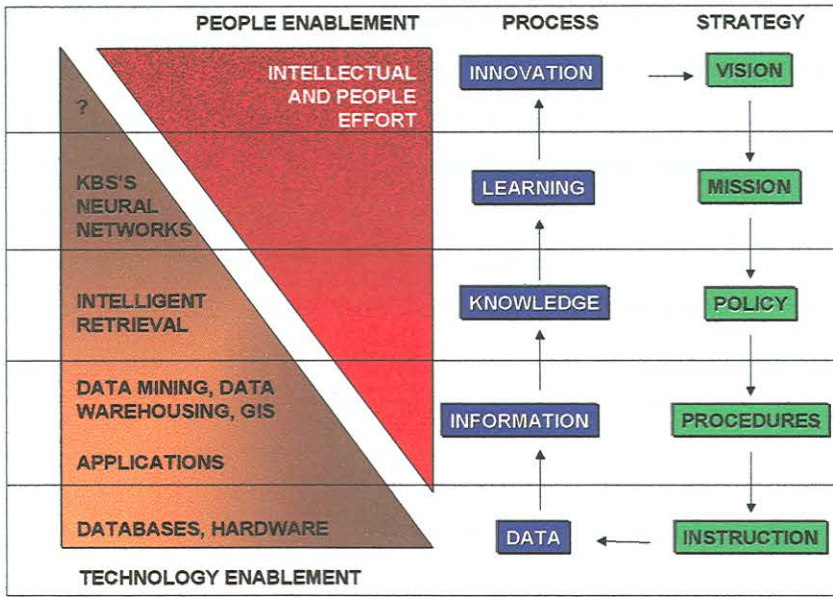 PEOPLE ENABLEMENT PROCESS STRATEGY
INTELLECTUAL
AND PEOPLE
EFFORT
INNOVATION
VISION
?
KBS'S
NEURAL
NETWORKS
LEARNING
MISSION
INTELLIGENT
RETRIEVAL
KNOWLEDGE
POLICY
DATA MINING, DATA
WAREHOUSING, GIS
APPLICATIONS
INFORMATION
PROCEDURES
DATABASES, HARDWARE
DATA
INSTRUCTION
TECHNOLOGY ENABLEMENT